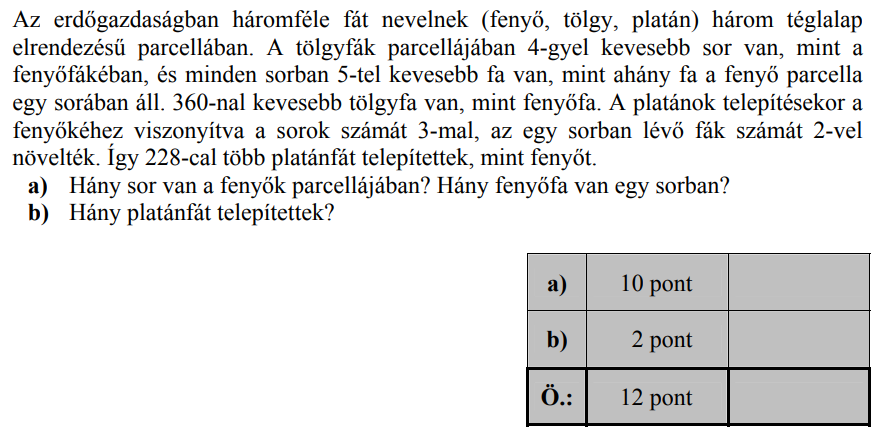 Az erdőgazdaságban háromféle fát nevelnek (fenyő, tölgy, platán) három téglalap
elrendezésű parcellában. A tölgyfák parcellájában 4-gyel kevesebb sor van, mint a
fenyőfákéban, és minden sorban 5-tel kevesebb fa van, mint ahány fa a fenyő parcella
egy sorában áll. 360-nal kevesebb tölgyfa van, mint fenyőfa. A platánok telepítésekor a
fenyőkéhez viszonyítva a sorok számát 3-mal, az egy sorban lévő fák számát 2-vel
növelték. Így 228-cal több platánfát telepítettek, mint fenyőt.
a) Hány sor van a fenyők parcellájában? Hány fenyőfa van egy sorban?
b) Hány platánfát telepítettek?
a) 10 pont
b) 2 pont
Ö.: 12 pont